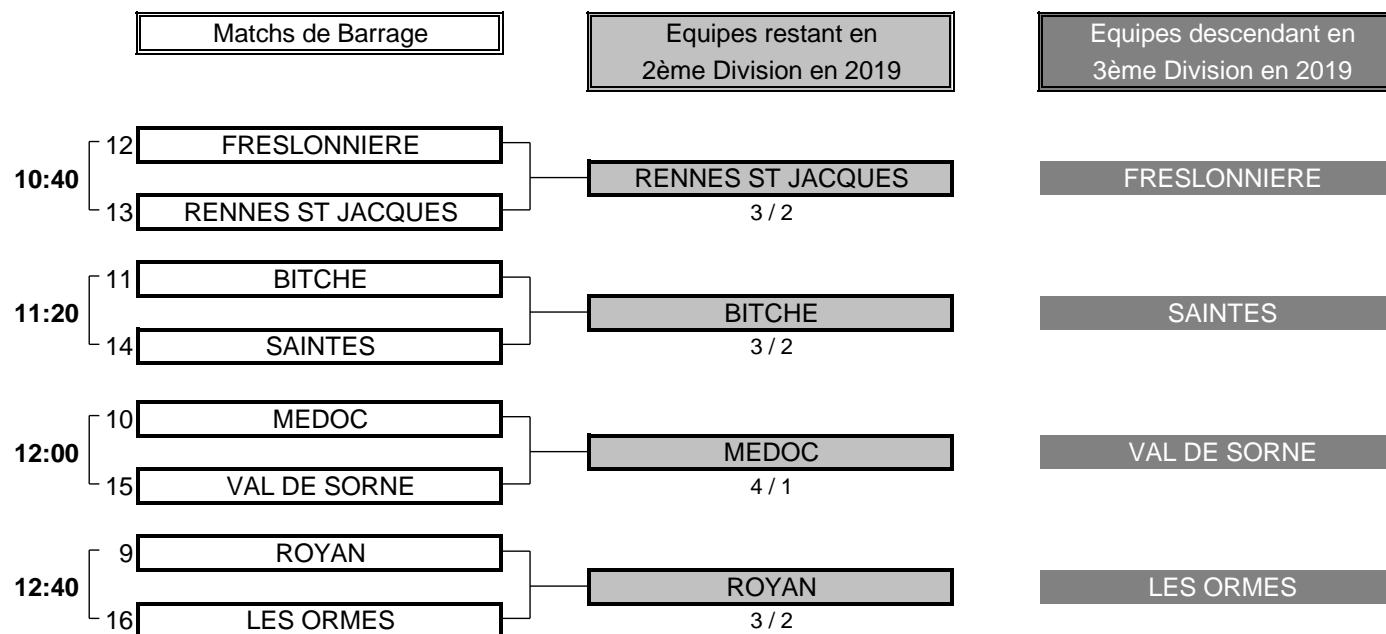 Matchs de Barrage
Equipes restant en
2ème Division en 2019
Equipes descendant en
3ème Division en 2019
12 FRESLONNIERE
10:40 RENNES ST JACQUES FRESLONNIERE
13 RENNES ST JACQUES 3 / 2
11 BITCHE
11:20 BITCHE SAINTES
14 SAINTES 3 / 2
10 MEDOC
12:00 MEDOC VAL DE SORNE
15 VAL DE SORNE 4 / 1
9 ROYAN
12:40 ROYAN LES ORMES
16 LES ORMES 3 / 2